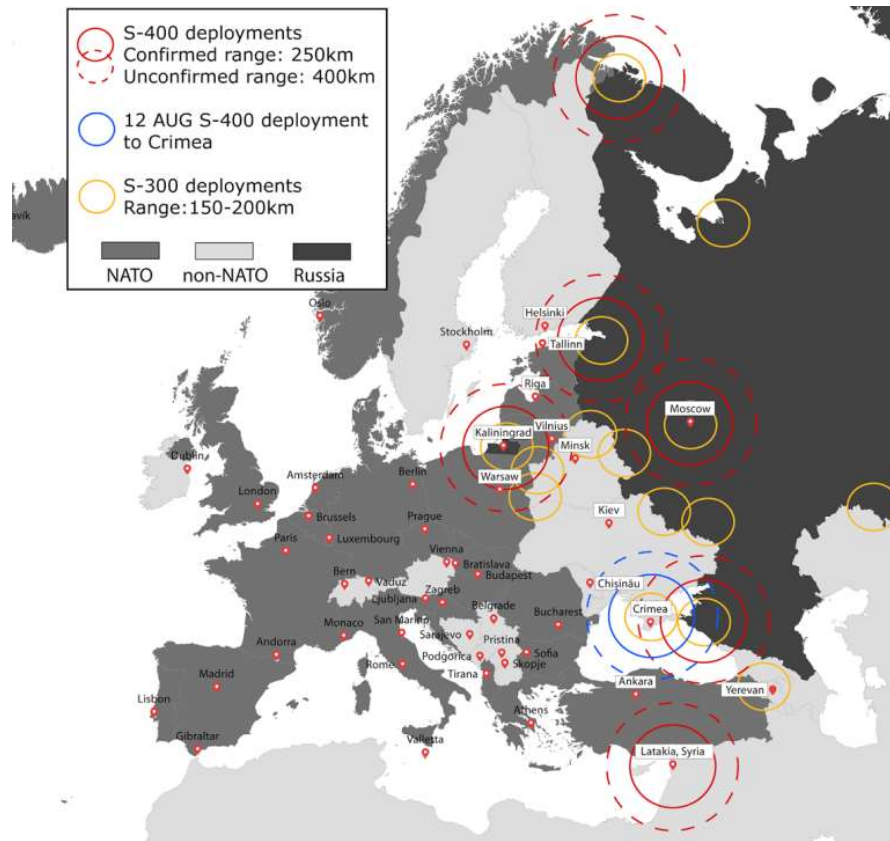 S-400 deployments
Confirmed range: 250km
Unconfirmed range: 400km
12 AUG S-400 deployment
to Crimea
S-300 deployments
Range:150-200km
NATO
non-NATO
Russia
avík
Oslo
Stockholm
Helsinki
Tallinn
Riga
Moscow
Kaliningrad
Vilnius
Minsk
Dublin
Amsterdam
Berlin
Warsaw
London
Brussels
Prague
Kiev
Paris
Luxembourg
Vienna
Bratislava
Budapest
Bern
Vaduz
Chișinău
Ljubljana
Zagreb
Belgrade
Bucharest
Crimea
Monaco
San Marino
Sarajevo
Pristina
Andorra
Podgorica
Sofia
Skopje
Rome
Tirana
Madrid
Ankara
Yerevan
Lisbon
Athens
Gibraltar
Valletta
Latakia, Syria